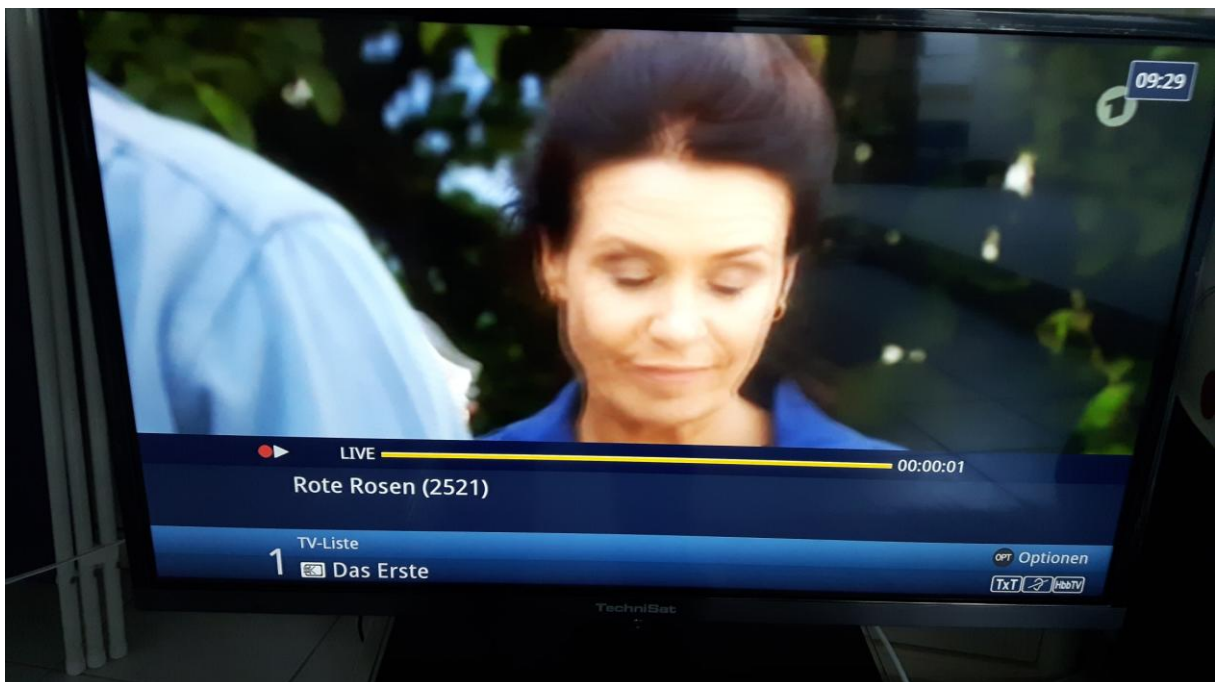 09:29
LIVE 00:00:01
Rote Rosen (2521)
TV-Liste
1 Das Erste
OPT Optionen
TxT HbbTV
TechniSat